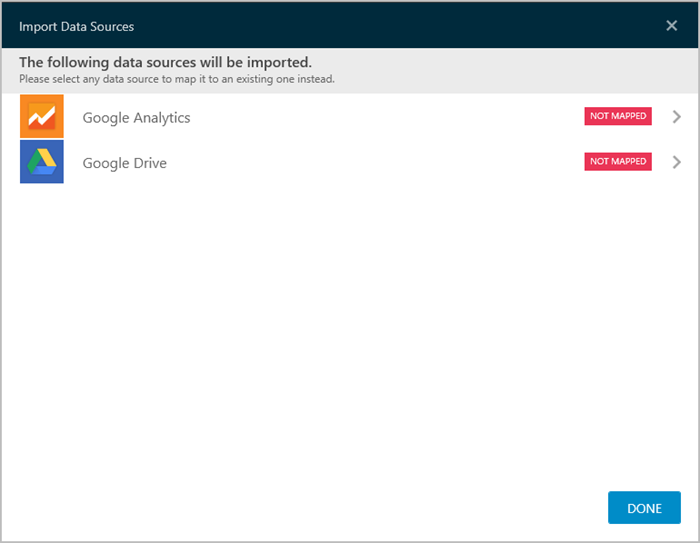 Import Data Sources
The following data sources will be imported.
Please select any data source to map it to an existing one instead.
Google Analytics
NOT MAPPED
Google Drive
NOT MAPPED
DONE